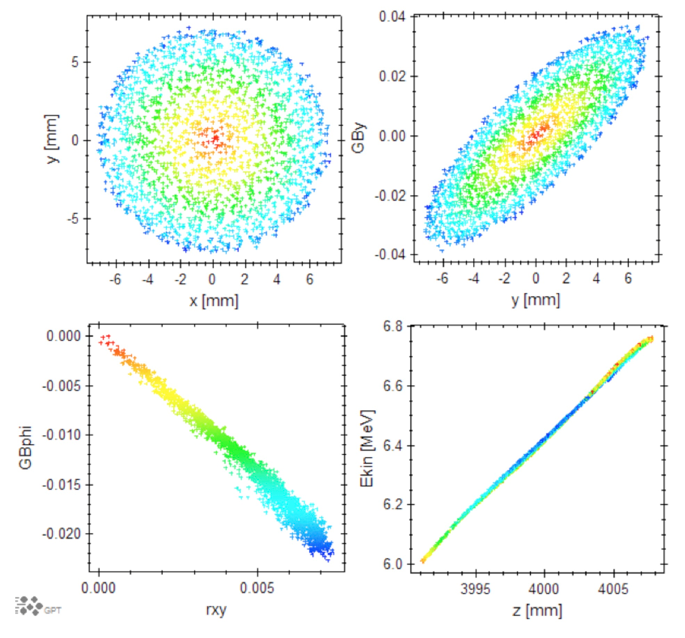 5
0
-5
y [mm]
-6 -4 -2 0 2 4 6
x [mm]
0.04
0.02
0.00
-0.02
-0.04
GBy
-6 -4 -2 0 2 4 6
y [mm]
0.000
-0.005
-0.010
-0.015
-0.020
GBphi
0.000 0.005
rxy
6.8
6.6
6.4
6.2
6.0
Ekin [MeV]
3995 4000 4005
z [mm]
GPT